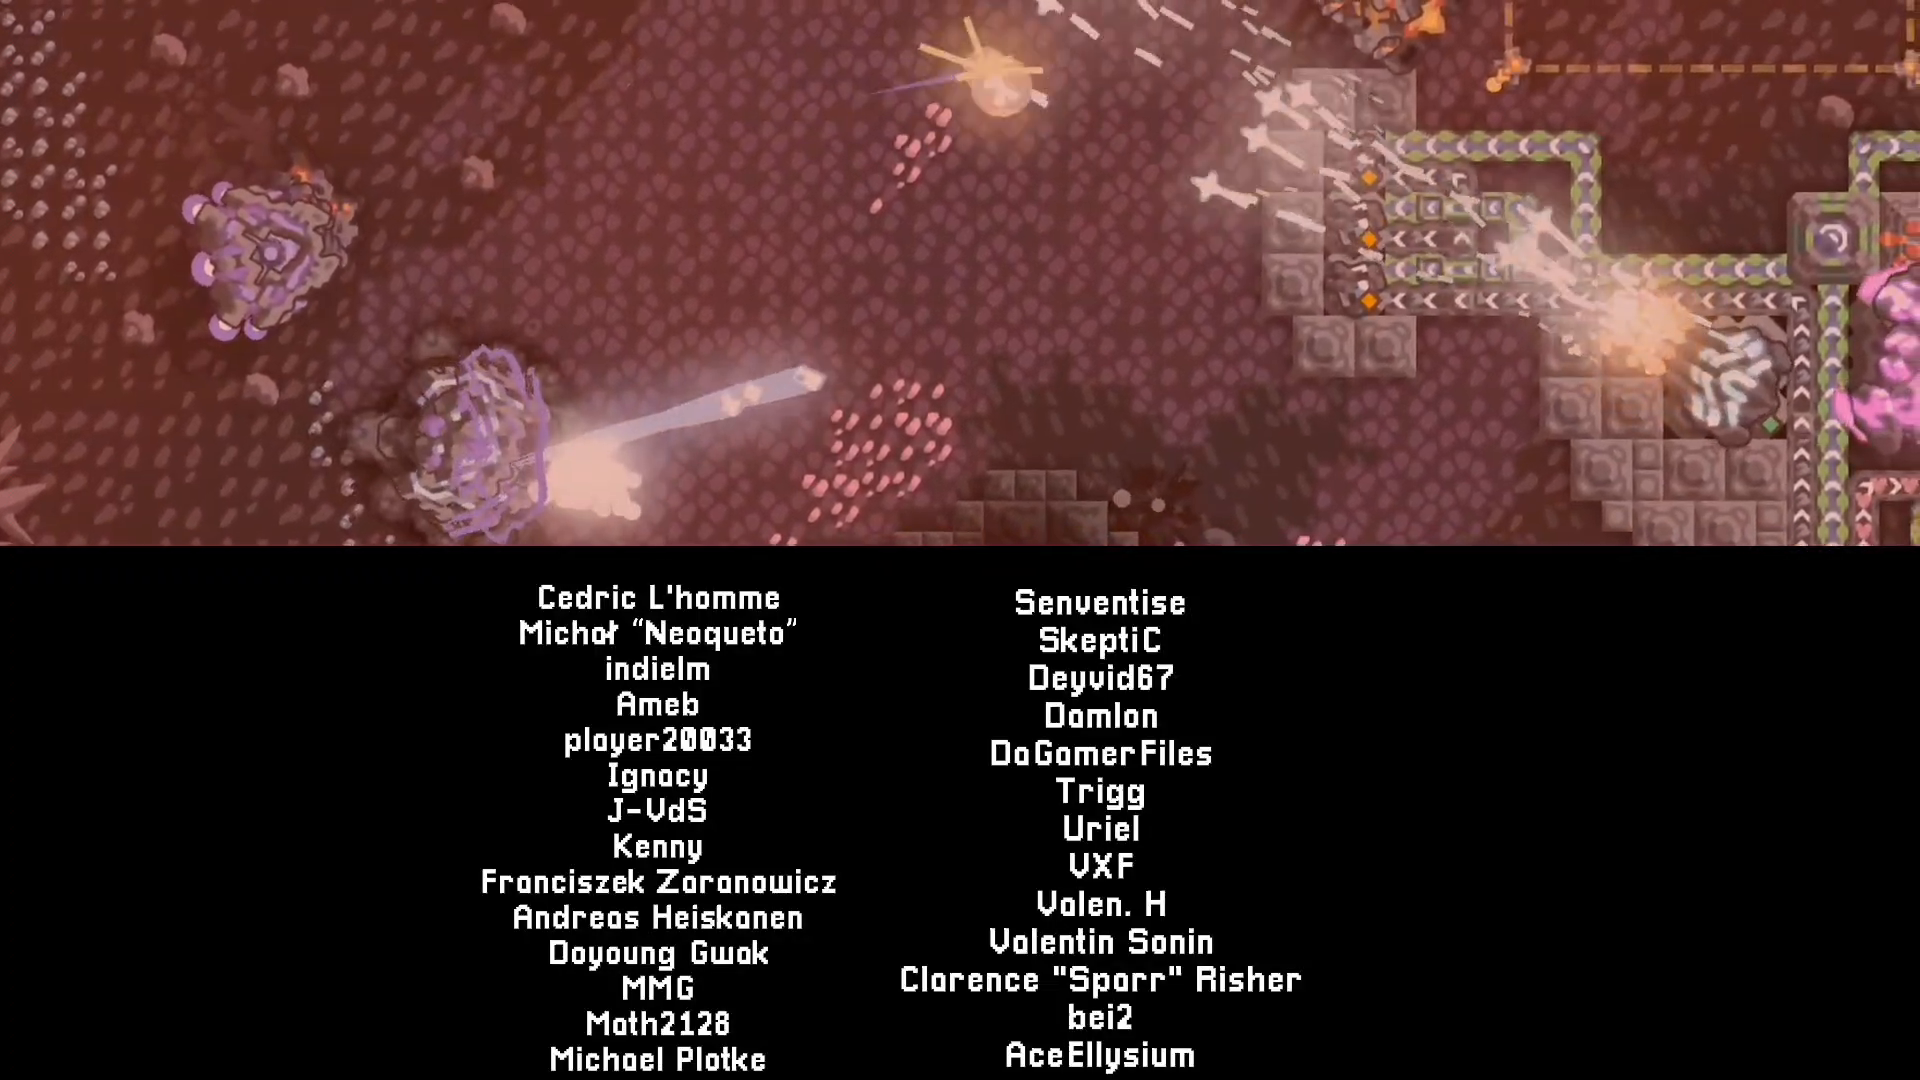 Cedric L'homme
Michał “Neoqueto”
indielm
Ameb
player20033
Ignacy
J-VdS
Kenny
Franciszek Zaranowicz
Andreas Heiskanen
Doyoung Gwak
MMG
Math2128
Michael Plotke
Senventise
SkeptiC
Deyvid67
Damlon
DaGamerFiles
Trigg
Uriel
VXF
Valen. H
Valentin Sonin
Clarence "Sparr" Risher
bei2
AceEllysium